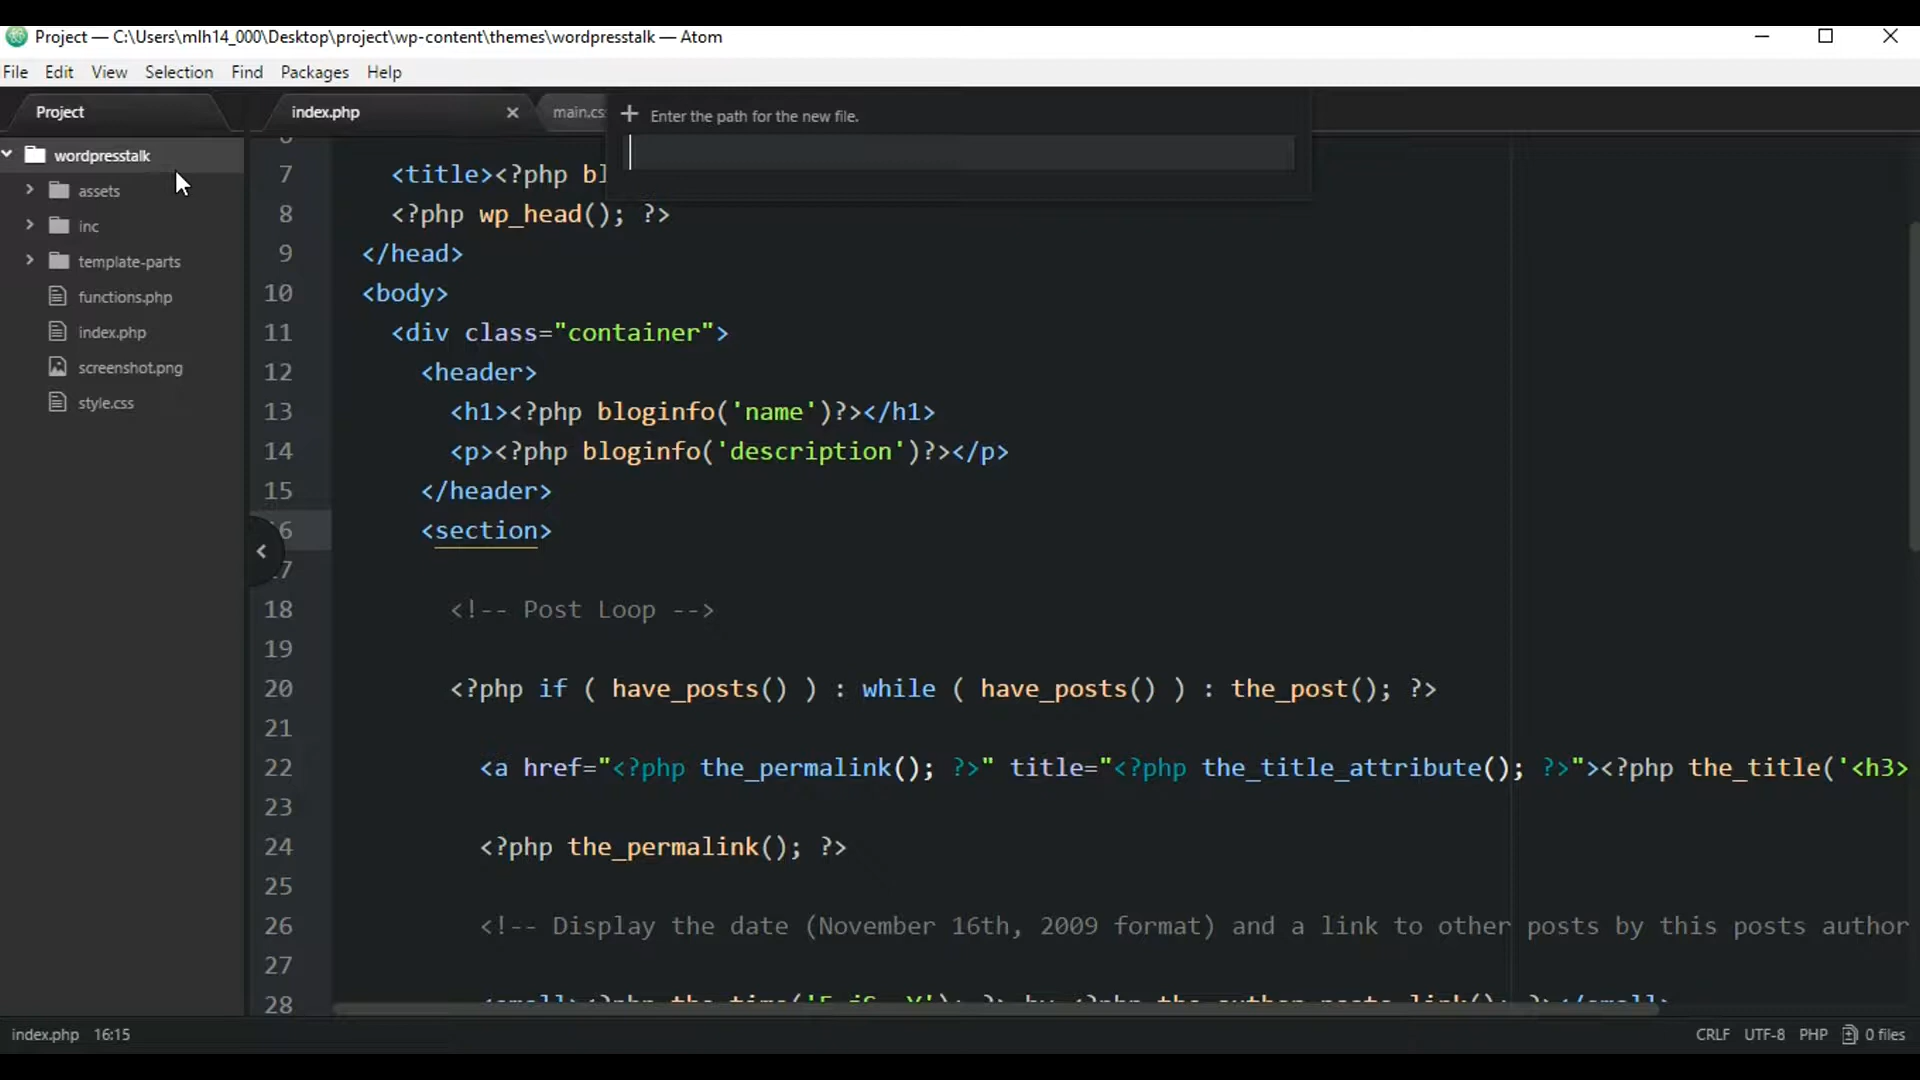 Project — C:\Users\mlh14_000\Desktop\project\wp-content\themes\wordpresstalk — Atom
File Edit View Selection Find Packages Help
Project
index.php
main.cs
Enter the path for the new file.
wordpresstalk
assets
inc
template-parts
functions.php
index.php
screenshot.png
style.css
7 <title><?php bl
8 <?php wp_head(); ?>
9 </head>
10 <body>
11 <div class="container">
12 <header>
13 <h1><?php bloginfo('name')?></h1>
14 <p><?php bloginfo('description')?></p>
15 </header>
6 <section>
7
18 <!-- Post Loop -->
19
20 <?php if ( have_posts() ) : while ( have_posts() ) : the_post(); ?>
21
22 <a href="<?php the_permalink(); ?>" title="<?php the_title_attribute(); ?>"><?php the_title('<h3>
23
24 <?php the_permalink(); ?>
25
26 <!-- Display the date (November 16th, 2009 format) and a link to other posts by this posts author
27
28
index.php 16:15
CRLF UTF-8 PHP 0 files